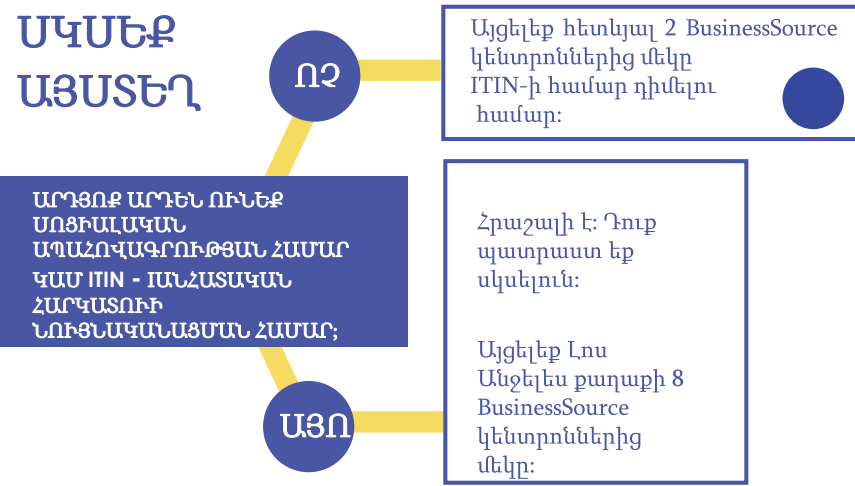 ՍԿՍԵՔ
ԱՅՍՏԵՂ
ՈՉ
Այցելեք հետևյալ 2 BusinessSource
կենտրոններից մեկը
ITIN-ի համար դիմելու
համար:
ԱՐԴՅՈՔ ԱՐԴԵՆ ՈՒՆԵՔ
ՍՈՑԻԱԼԱԿԱՆ
ԱՊԱՀՈՎԱԳՐՈՒԹՅԱՆ ՀԱՄԱՐ
ԿԱՄ ITIN - ԻԱՆՀԱՏԱԿԱՆ
ՀԱՐԿԱՏՈՒԻ
ՆՈՒՅՆԱԿԱՆԱՑՄԱՆ ՀԱՄԱՐ;
ԱՅՈ
Հրաշալի է: Դուք
պատրաստ եք
սկսելուն:
Այցելեք Լոս
Անջելես քաղաքի 8
BusinessSource
կենտրոններից
մեկը: